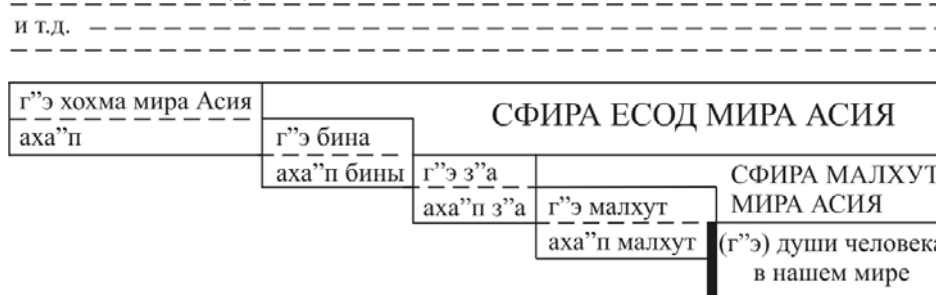 и т.д.
г”э хохма мира Асия
СФИРА ЕСОД МИРА АСИЯ
аха”п
г”э бина
аха”п бины
г”э з”а
СФИРА МАЛХУТ
аха”п з”а
г”э малхут
МИРА АСИЯ
аха”п малхут
(г”э) души человека
в нашем мире